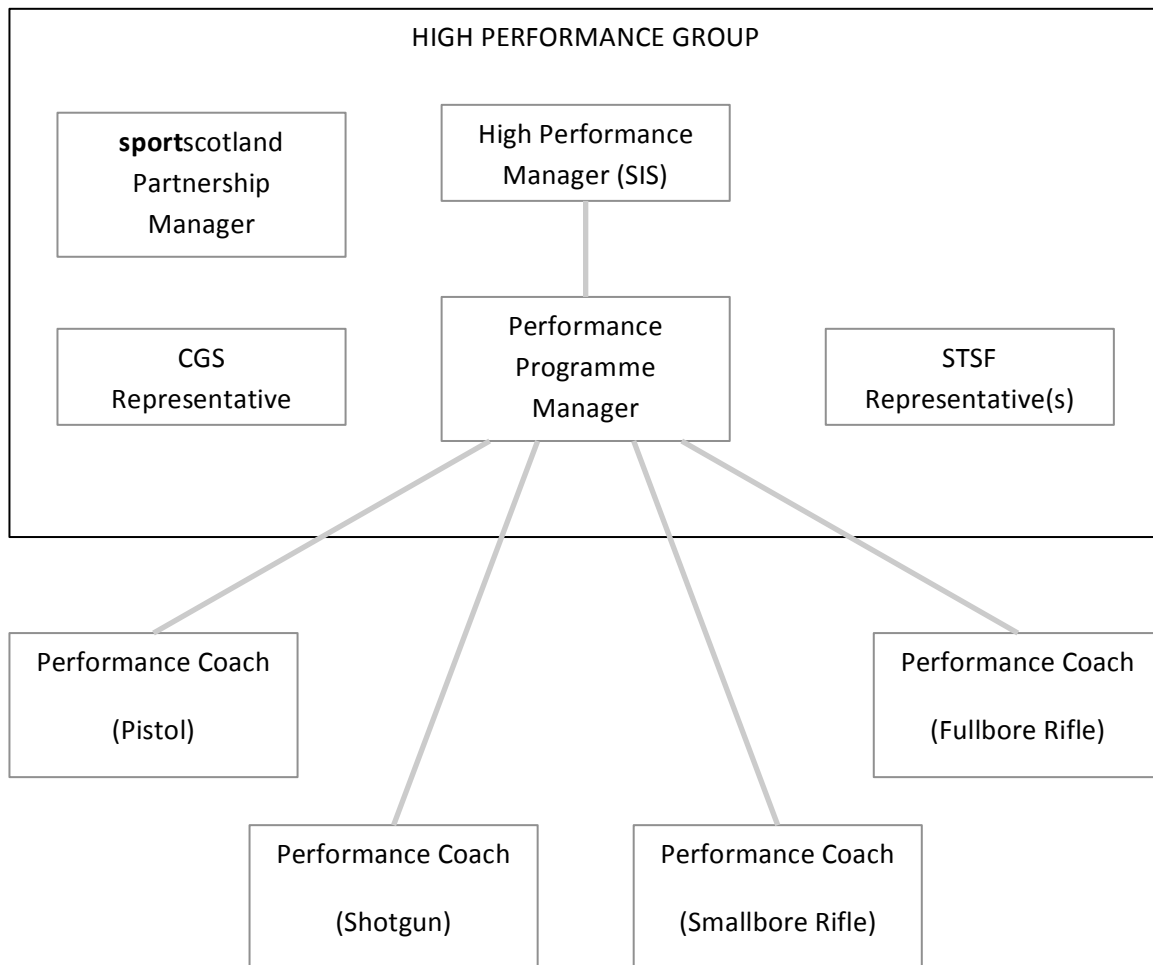 HIGH PERFORMANCE GROUP
sportscotland
Partnership
Manager
High Performance
Manager (SIS)
CGS
Representative
Performance
Programme
Manager
STSF
Representative(s)
Performance Coach
(Pistol)
Performance Coach
(Fullbore Rifle)
Performance Coach
(Shotgun)
Performance Coach
(Smallbore Rifle)